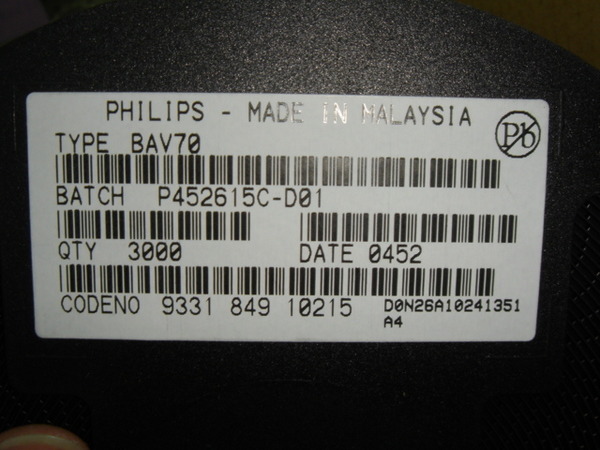 PHILIPS - MADE IN MALAYSIA
Pb
TYPE BAV70
BATCH P452615C-D01
QTY 3000 DATE 0452
CODENO 9331 849 10215 D0N26A10241351
A4